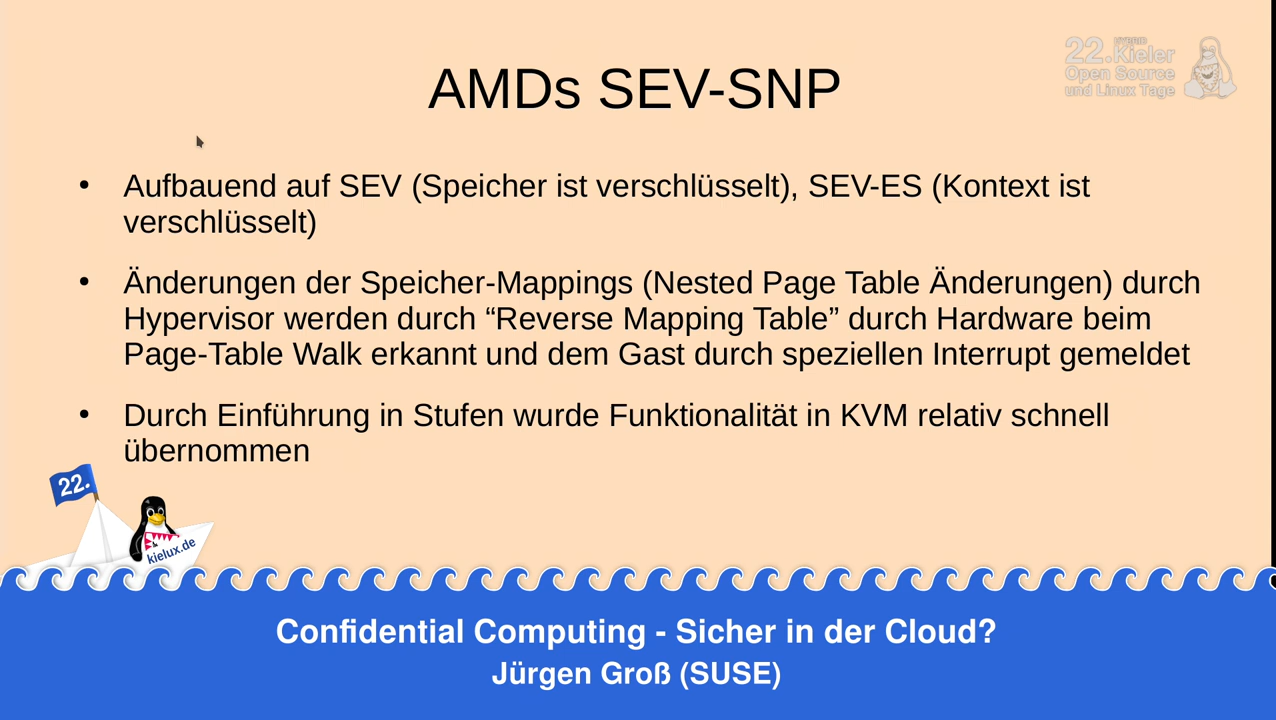 22. HYBRID
Kieler
Open Source
und Linux Tage
AMDs SEV-SNP
• Aufbauend auf SEV (Speicher ist verschlüsselt), SEV-ES (Kontext ist
verschlüsselt)
• Änderungen der Speicher-Mappings (Nested Page Table Änderungen) durch
Hypervisor werden durch “Reverse Mapping Table” durch Hardware beim
Page-Table Walk erkannt und dem Gast durch speziellen Interrupt gemeldet
• Durch Einführung in Stufen wurde Funktionalität in KVM relativ schnell
übernommen
22.
kielux.de
Confidential Computing - Sicher in der Cloud?
Jürgen Groß (SUSE)